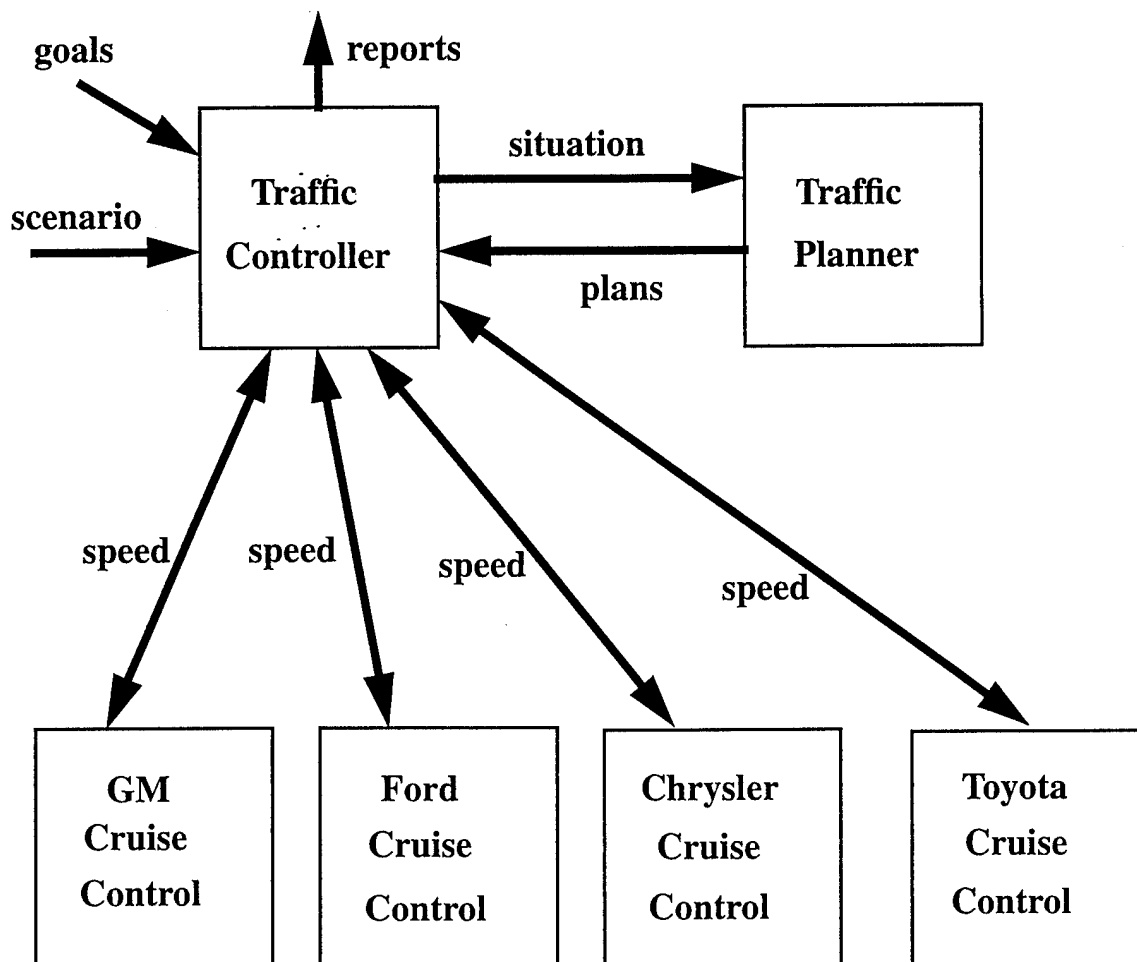 goals
reports
scenario
Traffic
Controller
situation
plans
Traffic
Planner
speed
speed
speed
speed
GM
Cruise
Control
Ford
Cruise
Control
Chrysler
Cruise
Control
Toyota
Cruise
Control